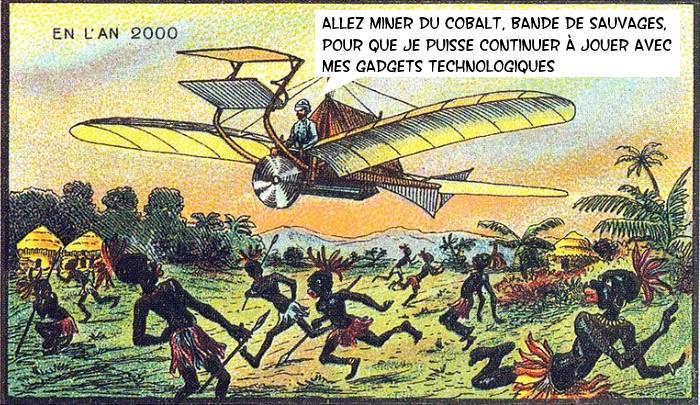 EN L'AN 2000
ALLEZ MINER DU COBALT, BANDE DE SAUVAGES,
POUR QUE JE PUISSE CONTINUER À JOUER AVEC
MES GADGETS TECHNOLOGIQUES